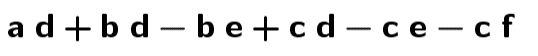 a d + b d − b e + c d − c e − c f